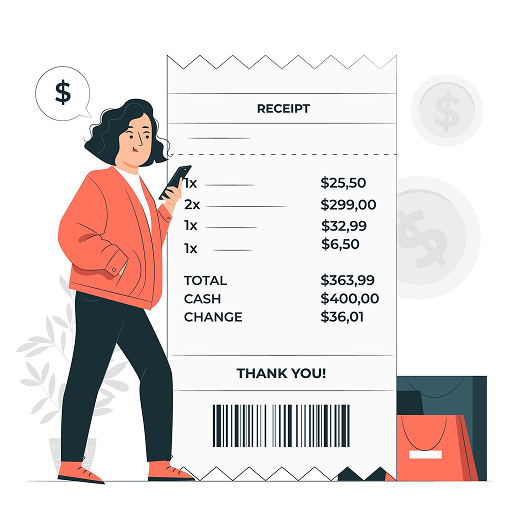 $
RECEIPT
$
1x $25,50
2x $299,00
1x $32,99
1x $6,50
$
TOTAL $363,99
CASH $400,00
CHANGE $36,01
THANK YOU!